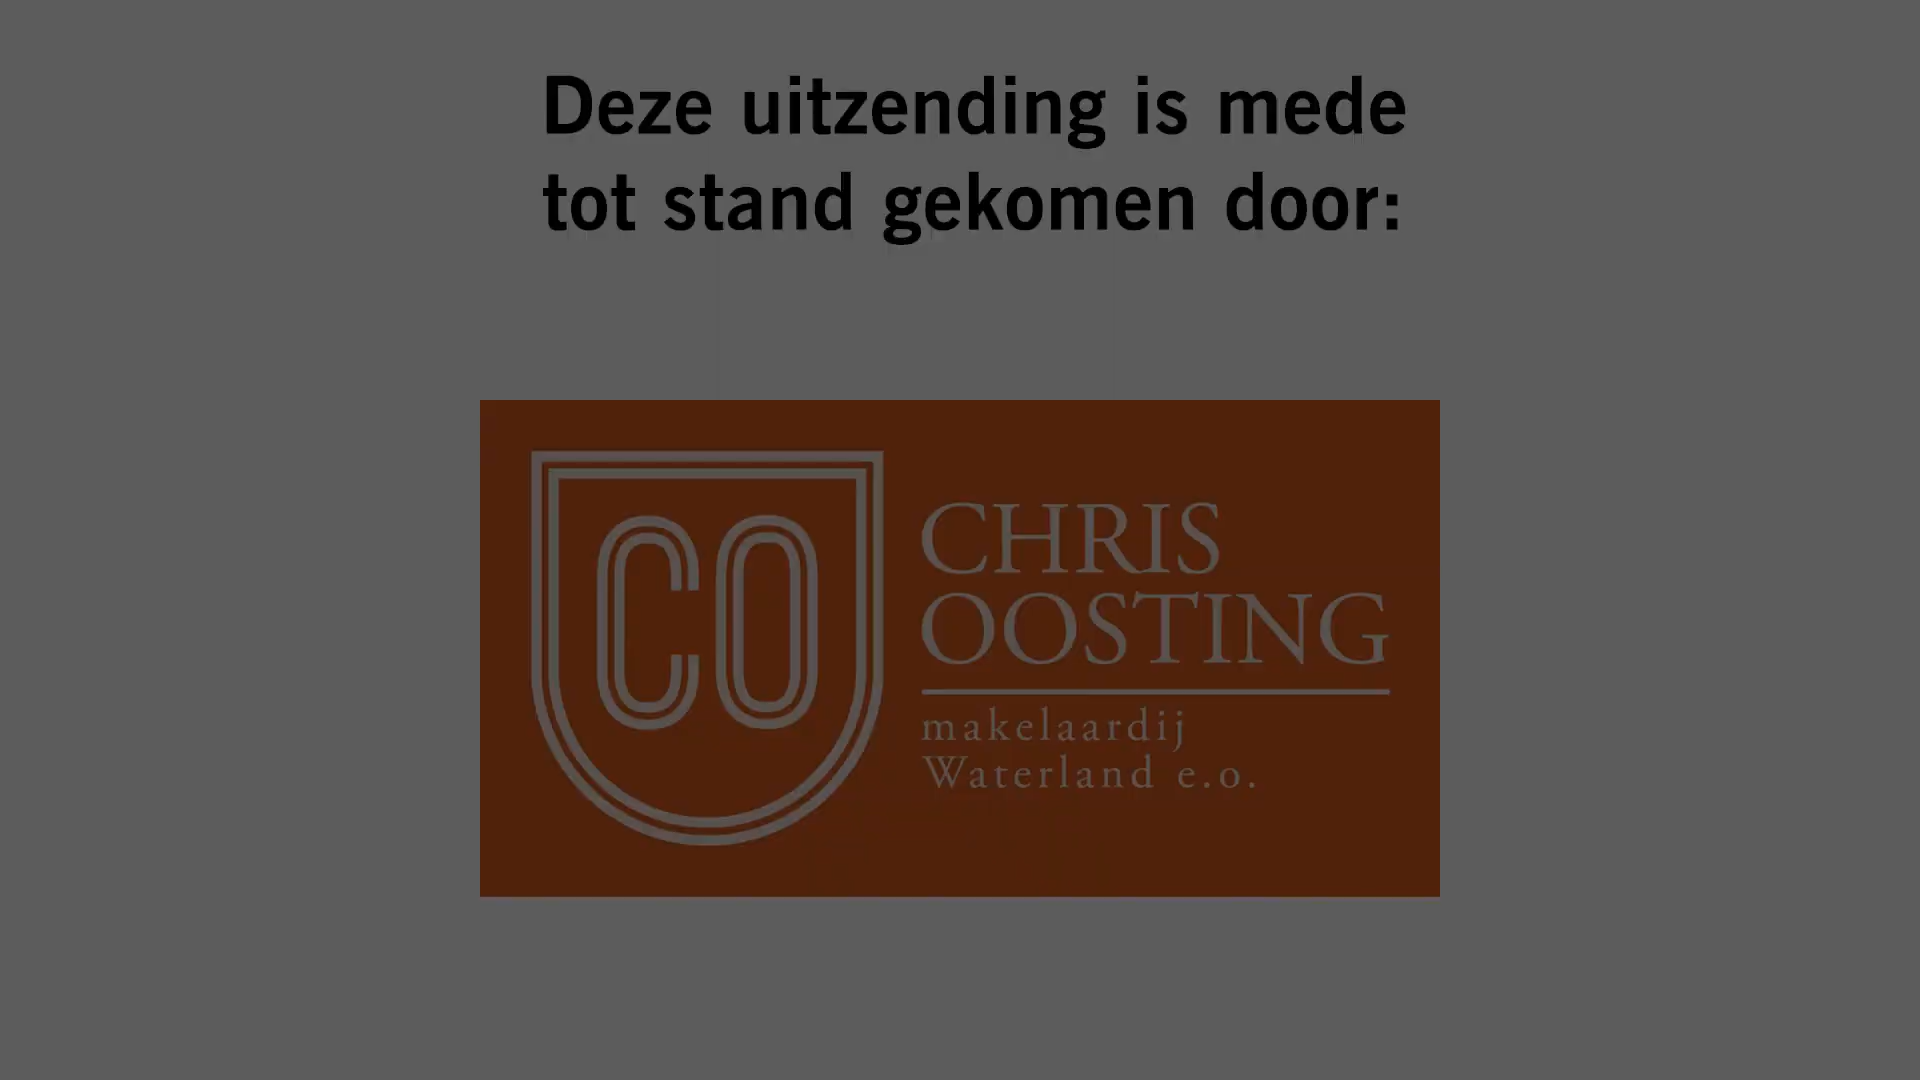 Deze uitzending is mede
tot stand gekomen door:
CO
CHRIS
OOSTING
makelaardij
Waterland e.o.